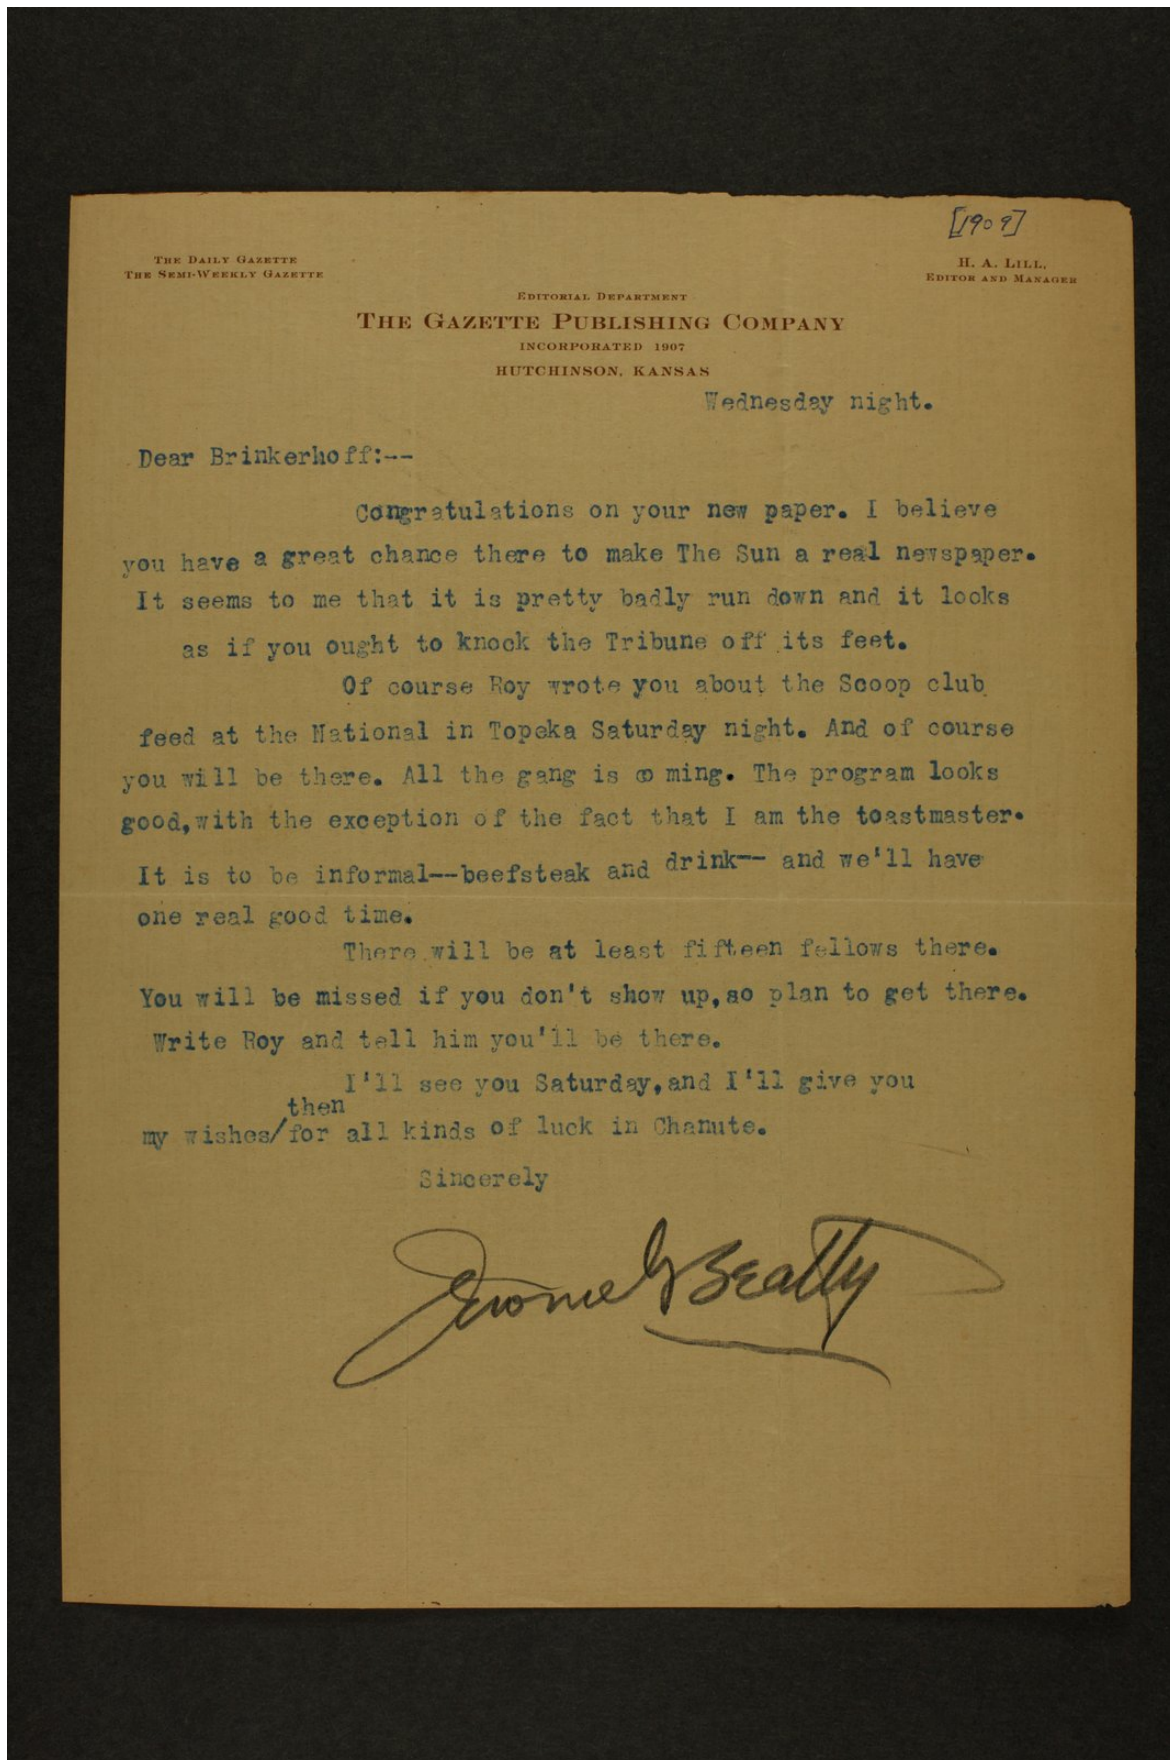 [1909]
THE DAILY GAZETTE
THE SEMI-WEEKLY GAZETTE
H. A. LILL,
EDITOR AND MANAGER
EDITORIAL DEPARTMENT
THE GAZETTE PUBLISHING COMPANY
INCORPORATED 1907
HUTCHINSON, KANSAS
Wednesday night.
Dear Brinkerhoff:--
Congratulations on your new paper. I believe
you have a great chance there to make The Sun a real newspaper.
It seems to me that it is pretty badly run down and it looks
as if you ought to knock the Tribune off its feet.
Of course Roy wrote you about the Scoop club
feed at the National in Topeka Saturday night. And of course
you will be there. All the gang is co ming. The program looks
good,with the exception of the fact that I am the toastmaster.
It is to be informal--beefsteak and drink-- and we'll have
one real good time.
There will be at least fifteen fellows there.
You will be missed if you don't show up,so plan to get there.
Write Roy and tell him you'll be there.
I'll see you Saturday,and I'll give you
then
my wishes/for all kinds of luck in Chanute.
Sincerely
Jerome G Beatty